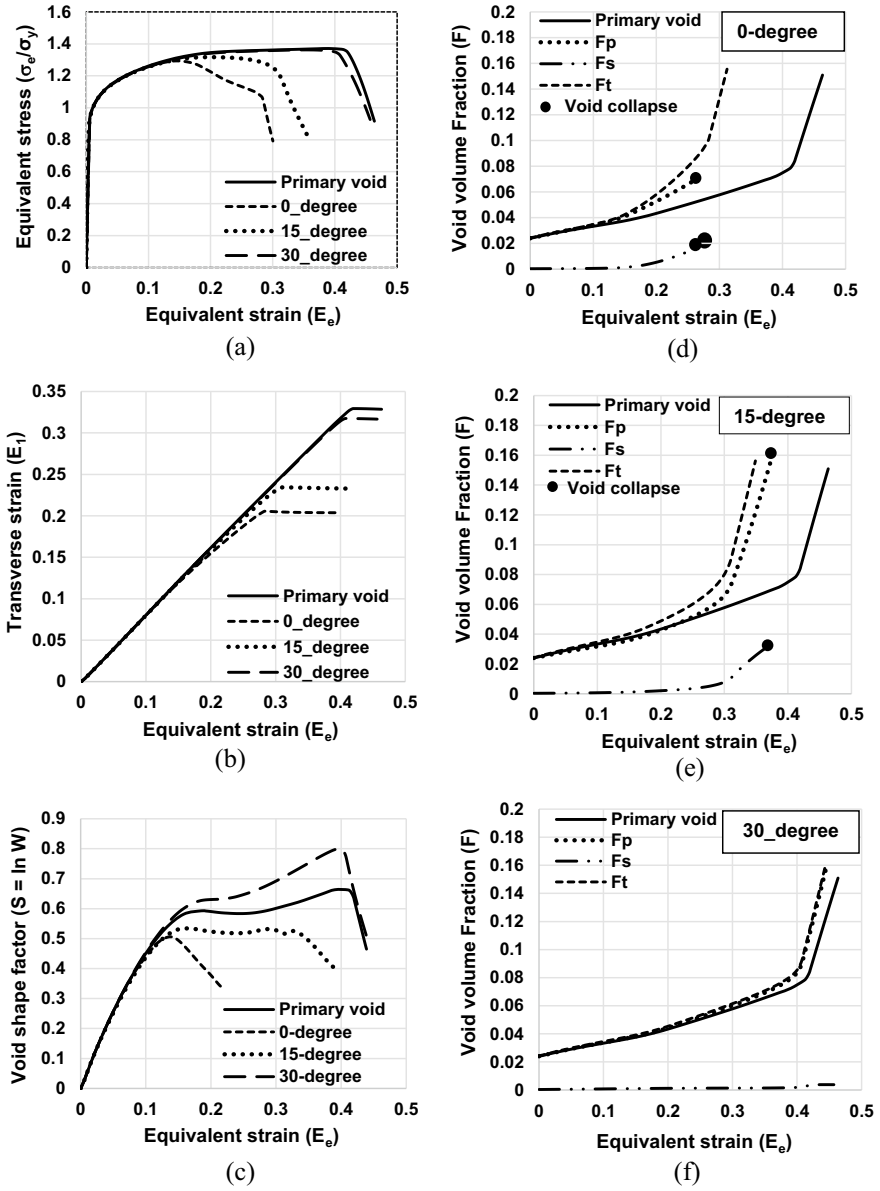 1.6
1.4
1.2
1
0.8
0.6
0.4
0.2
0
Equivalent stress (σe/σy)
Primary void
0_degree
15_degree
30_degree
0 0.1 0.2 0.3 0.4 0.5
Equivalent strain (Ee)
(a)
0.2
0.18
0.16
0.14
0.12
0.1
0.08
0.06
0.04
0.02
0
Void volume Fraction (F)
Primary void
Fp
Fs
Ft
Void collapse
0-degree
0 0.1 0.2 0.3 0.4 0.5
Equivalent strain (Ee)
(d)
0.35
0.3
0.25
0.2
0.15
0.1
0.05
0
Transverse strain (E1)
Primary void
0_degree
15_degree
30_degree
0 0.1 0.2 0.3 0.4 0.5
Equivalent strain (Ee)
(b)
0.2
0.18
0.16
0.14
0.12
0.1
0.08
0.06
0.04
0.02
0
Void volume Fraction (F)
Primary void
Fp
Fs
Ft
Void collapse
15-degree
0 0.1 0.2 0.3 0.4 0.5
Equivalent strain (Ee)
(e)
0.9
0.8
0.7
0.6
0.5
0.4
0.3
0.2
0.1
0
Void shape factor (S = ln W)
Primary void
0-degree
15-degree
30-degree
0 0.1 0.2 0.3 0.4 0.5
Equivalent strain (Ee)
(c)
0.2
0.18
0.16
0.14
0.12
0.1
0.08
0.06
0.04
0.02
0
Void volume Fraction (F)
Primary void
Fp
Fs
Ft
30_degree
0 0.1 0.2 0.3 0.4 0.5
Equivalent strain (Ee)
(f)